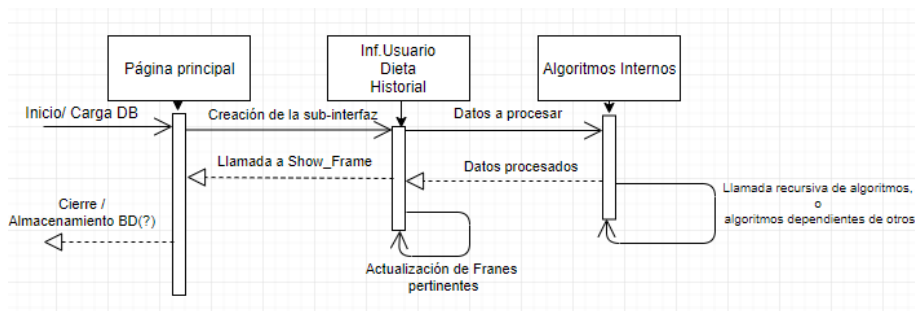 Página principal
Inf.Usuario
Dieta
Historial
Algoritmos Internos
Inicio/ Carga DB
Creación de la sub-interfaz
Datos a procesar
Llamada a Show_Frame
Datos procesados
Cierre /
Almacenamiento BD(?)
Llamada recursiva de algoritmos,
o
algoritmos dependientes de otros
Actualización de Franes
pertinentes